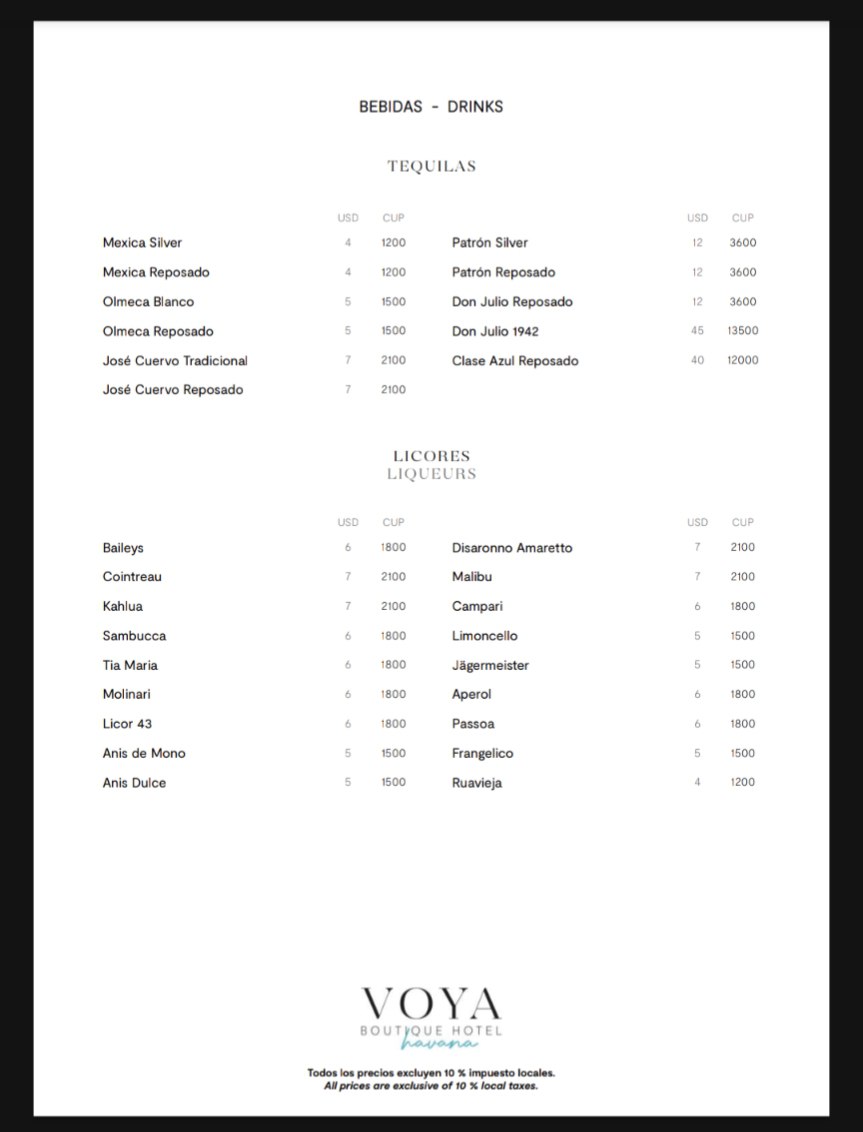 BEBIDAS - DRINKS
TEQUILAS
USD CUP USD CUP
Mexica Silver 4 1200 Patrón Silver 12 3600
Mexica Reposado 4 1200 Patrón Reposado 12 3600
Olmeca Blanco 5 1500 Don Julio Reposado 12 3600
Olmeca Reposado 5 1500 Don Julio 1942 45 13500
José Cuervo Tradicional 7 2100 Clase Azul Reposado 40 12000
José Cuervo Reposado 7 2100
LICORES
LIQUEURS
USD CUP USD CUP
Baileys 6 1800 Disaronno Amaretto 7 2100
Cointreau 7 2100 Malibu 7 2100
Kahlua 7 2100 Campari 6 1800
Sambucca 6 1800 Limoncello 5 1500
Tia Maria 6 1800 Jägermeister 5 1500
Molinari 6 1800 Aperol 6 1800
Licor 43 6 1800 Passoa 6 1800
Anis de Mono 5 1500 Frangelico 5 1500
Anis Dulce 5 1500 Ruavieja 4 1200
VOYA
BOUTIQUE HOTEL
havana
Todos los precios excluyen 10 % impuesto locales.
All prices are exclusive of 10 % local taxes.